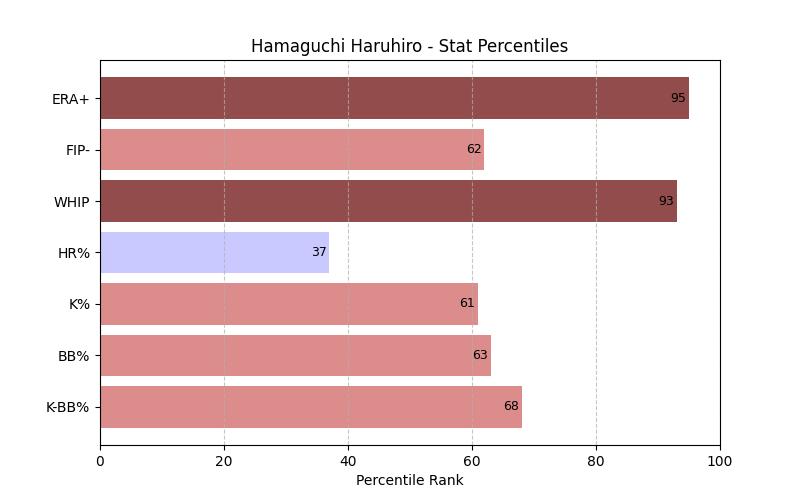 Hamaguchi Haruhiro - Stat Percentiles
ERA+ 95
FIP- 62
WHIP 93
HR% 37
K% 61
BB% 63
K-BB% 68
0 20 40 60 80 100
Percentile Rank